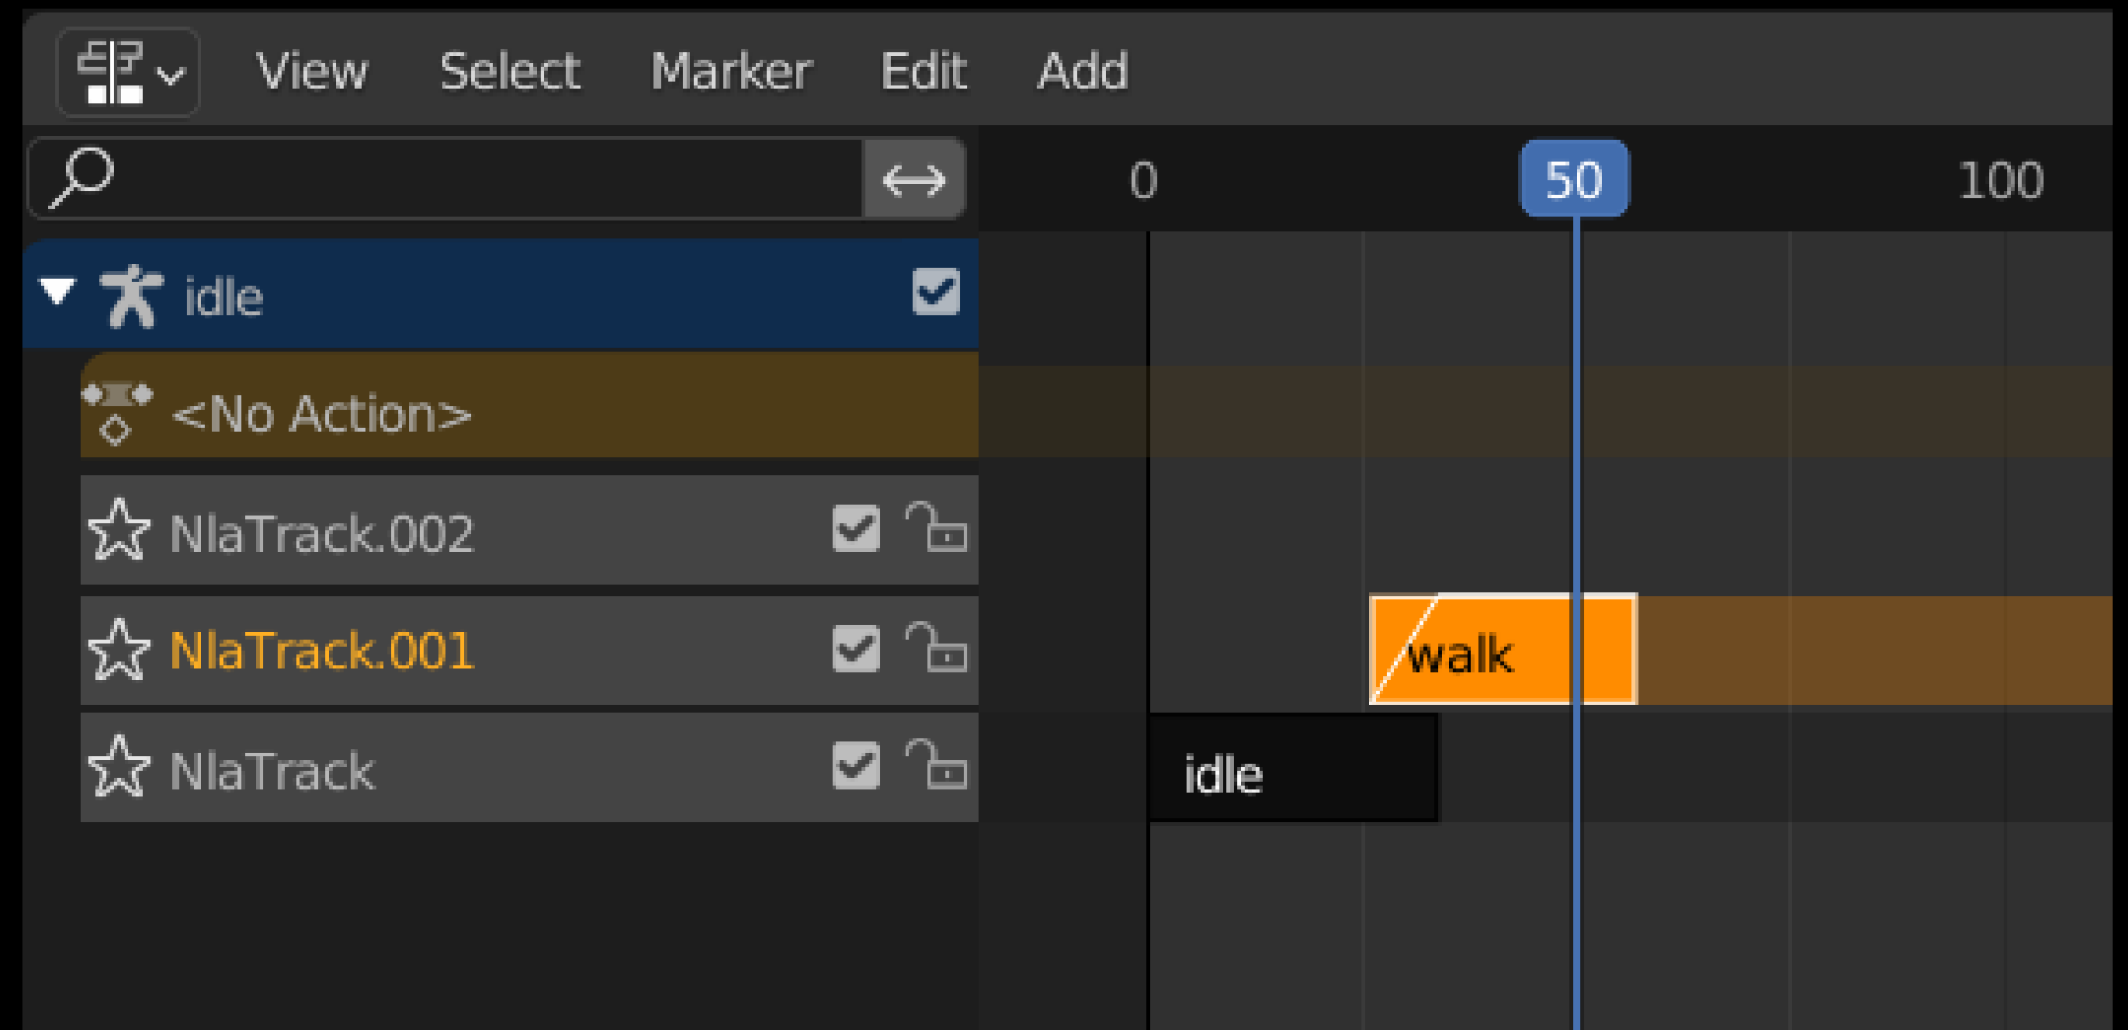 View Select Marker Edit Add
0 50 100
idle
<No Action>
NlaTrack.002
NlaTrack.001 walk
NlaTrack idle